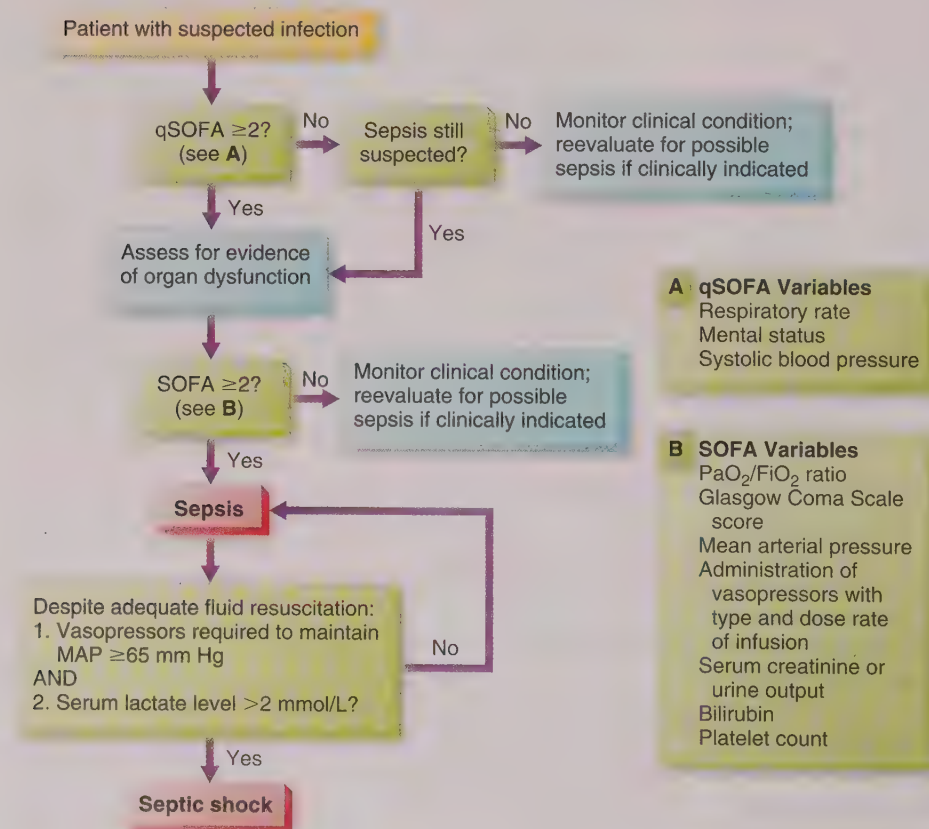 Patient with suspected infection
qSOFA ≥2?
(see A)
No
Sepsis still
suspected?
No
Monitor clinical condition;
reevaluate for possible
sepsis if clinically indicated
Yes
Yes
Assess for evidence
of organ dysfunction
SOFA ≥2?
(see B)
No
Monitor clinical condition;
reevaluate for possible
sepsis if clinically indicated
Yes
Sepsis
Despite adequate fluid resuscitation:
1. Vasopressors required to maintain
MAP ≥65 mm Hg
AND
2. Serum lactate level >2 mmol/L?
No
Yes
Septic shock
A qSOFA Variables
Respiratory rate
Mental status
Systolic blood pressure
B SOFA Variables
PaO₂/FiO₂ ratio
Glasgow Coma Scale
score
Mean arterial pressure
Administration of
vasopressors with
type and dose rate
of infusion
Serum creatinine or
urine output
Bilirubin
Platelet count